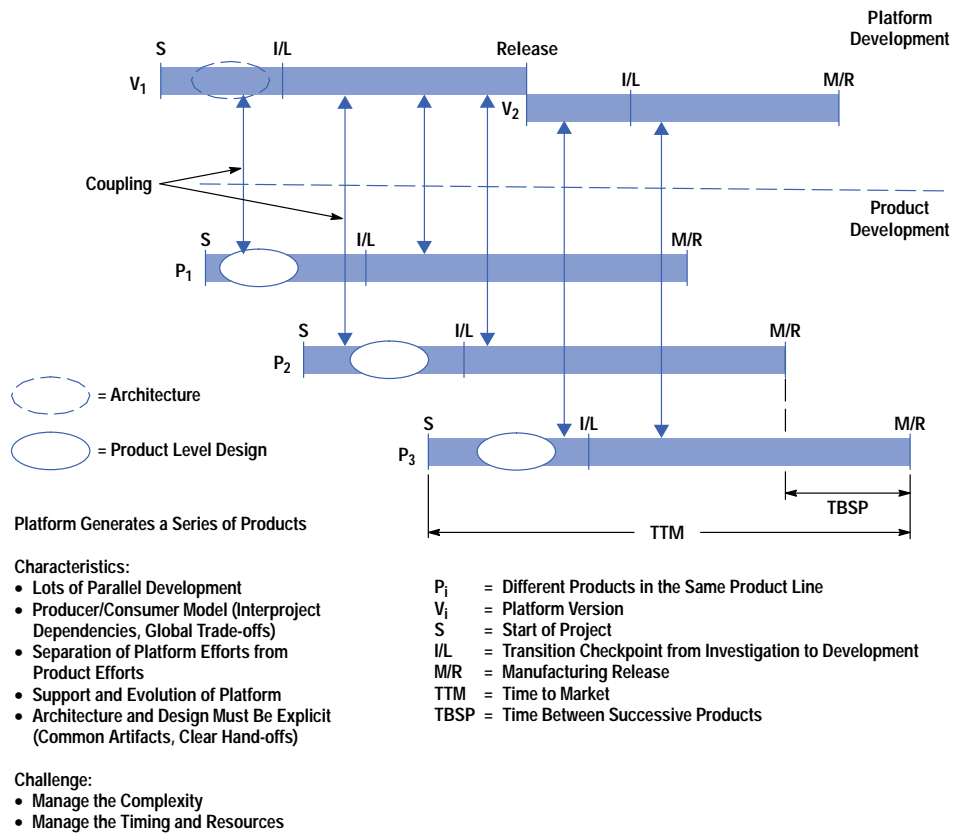 Platform
Development
S
I/L
Release
V1
I/L
M/R
V2
Coupling
Product
Development
S
I/L
M/R
P1
S
I/L
M/R
P2
= Architecture
S
I/L
M/R
= Product Level Design
P3
TBSP
TTM
Platform Generates a Series of Products
Characteristics:
• Lots of Parallel Development
• Producer/Consumer Model (Interproject
Dependencies, Global Trade-offs)
• Separation of Platform Efforts from
Product Efforts
• Support and Evolution of Platform
• Architecture and Design Must Be Explicit
(Common Artifacts, Clear Hand-offs)
Challenge:
• Manage the Complexity
• Manage the Timing and Resources
Pi = Different Products in the Same Product Line
Vi = Platform Version
S = Start of Project
I/L = Transition Checkpoint from Investigation to Development
M/R = Manufacturing Release
TTM = Time to Market
TBSP = Time Between Successive Products